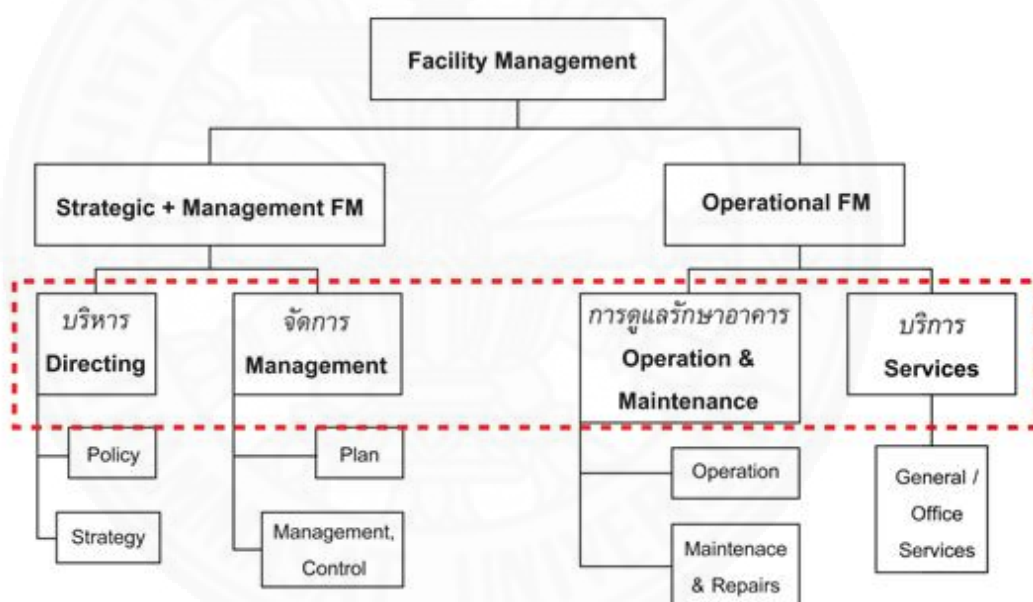 Facility Management
Strategic + Management FM
Operational FM
บริหาร
Directing
จัดการ
Management
การดูแลรักษาอาคาร
Operation &
Maintenance
บริการ
Services
Policy
Strategy
Plan
Management,
Control
Operation
Maintenace
& Repairs
General /
Office
Services